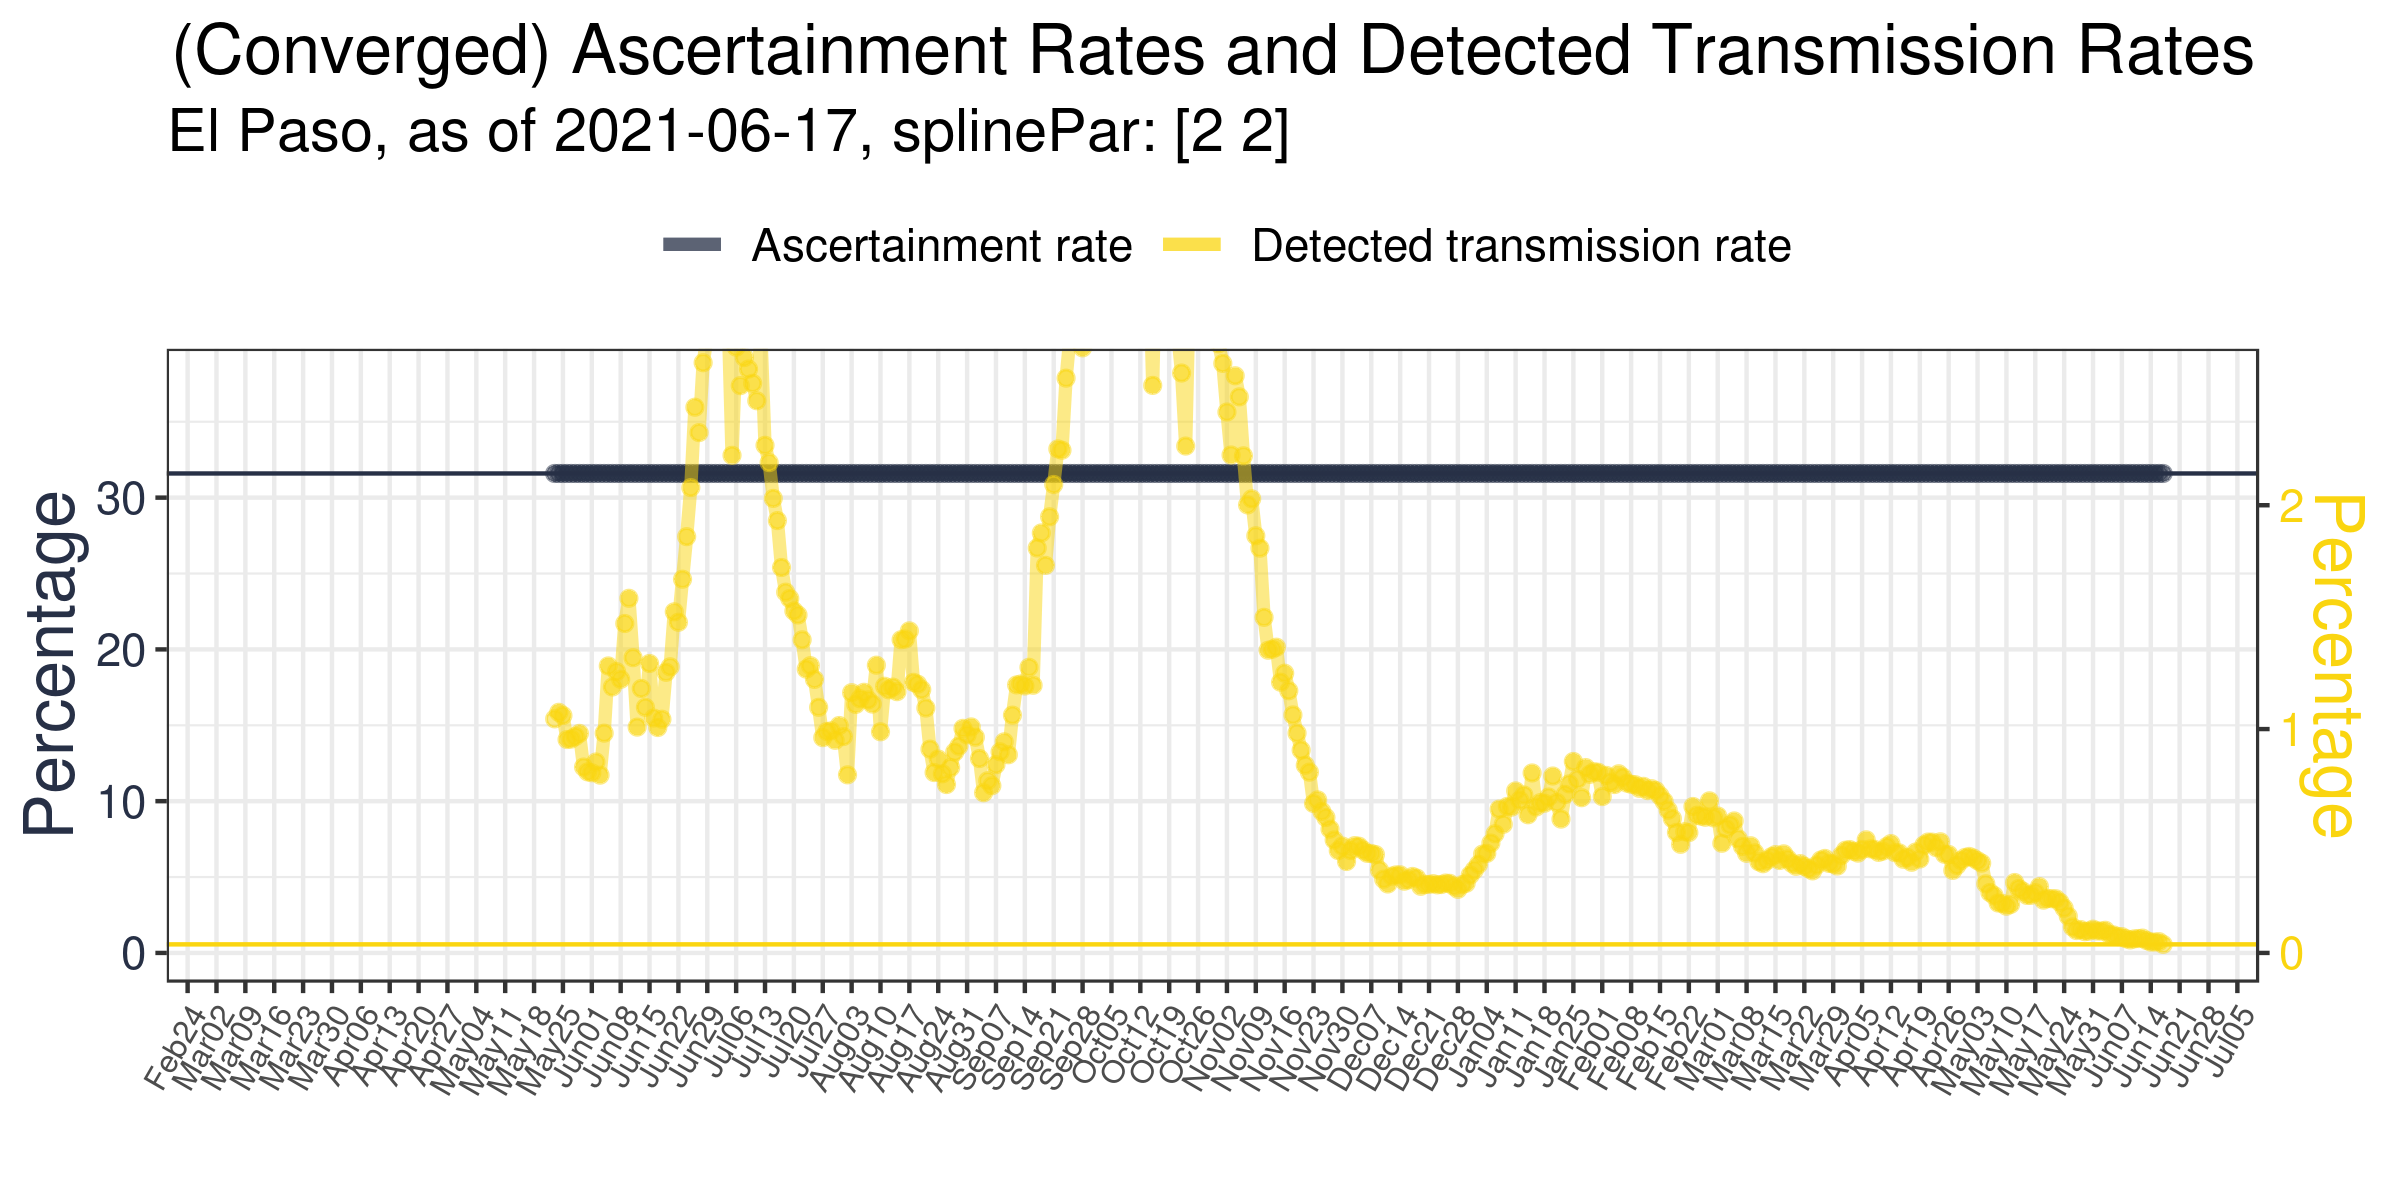 (Converged) Ascertainment Rates and Detected Transmission Rates
El Paso, as of 2021-06-17, splinePar: [2 2]
Ascertainment rate
Detected transmission rate
Percentage
30
20
10
0
2
1
0
Percentage
Feb24
Mar02
Mar09
Mar16
Mar23
Mar30
Apr06
Apr13
Apr20
Apr27
May04
May11
May18
May25
Jun01
Jun08
Jun15
Jun22
Jun29
Jul06
Jul13
Jul20
Jul27
Aug03
Aug10
Aug17
Aug24
Aug31
Sep07
Sep14
Sep21
Sep28
Oct05
Oct12
Oct19
Oct26
Nov02
Nov09
Nov16
Nov23
Nov30
Dec07
Dec14
Dec21
Dec28
Jan04
Jan11
Jan18
Jan25
Feb01
Feb08
Feb15
Feb22
Mar01
Mar08
Mar15
Mar22
Mar29
Apr05
Apr12
Apr19
Apr26
May03
May10
May17
May24
May31
Jun07
Jun14
Jun21
Jun28
Jul05